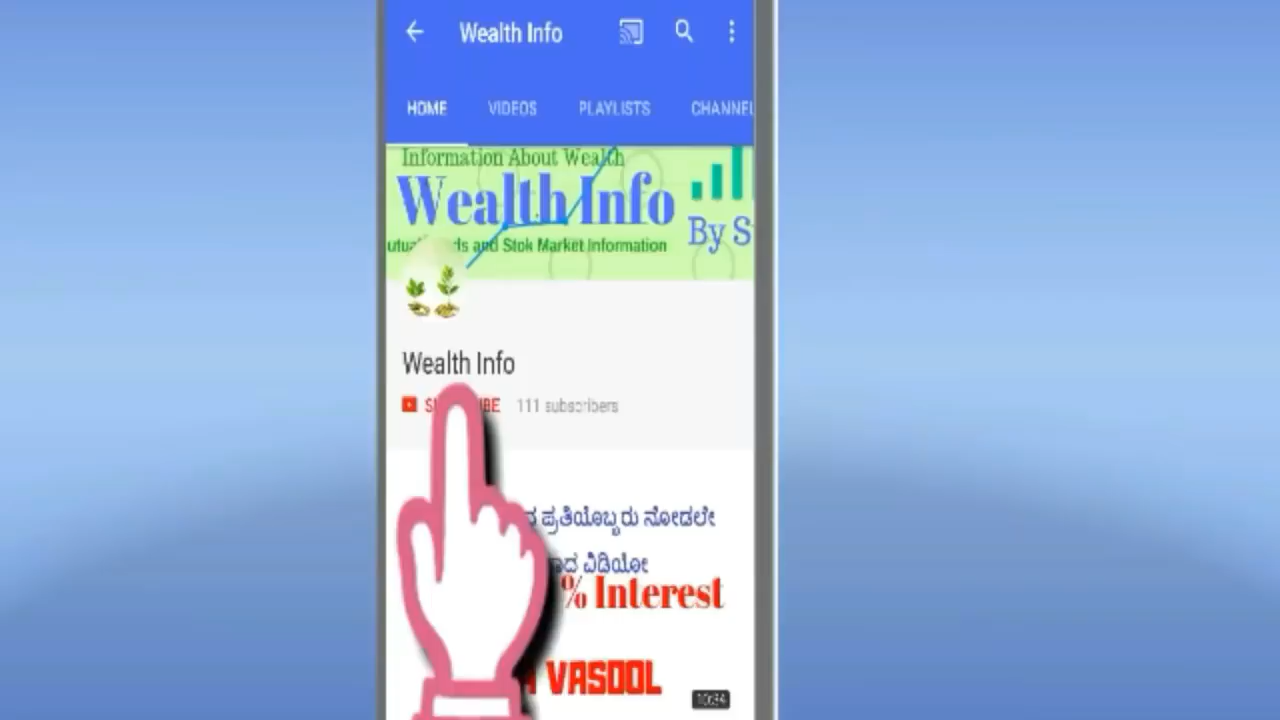 Wealth Info
HOME VIDEOS PLAYLISTS CHANNEL
Information About Wealth
Wealth Info
By S
and Stok Market Information
Wealth Info
111 subscribers
ಪ್ರತಿಯೊಬ್ಬರು ನೋಡಲೇ
ವಿಡಿಯೋ
% Interest
VASOOL
10:34